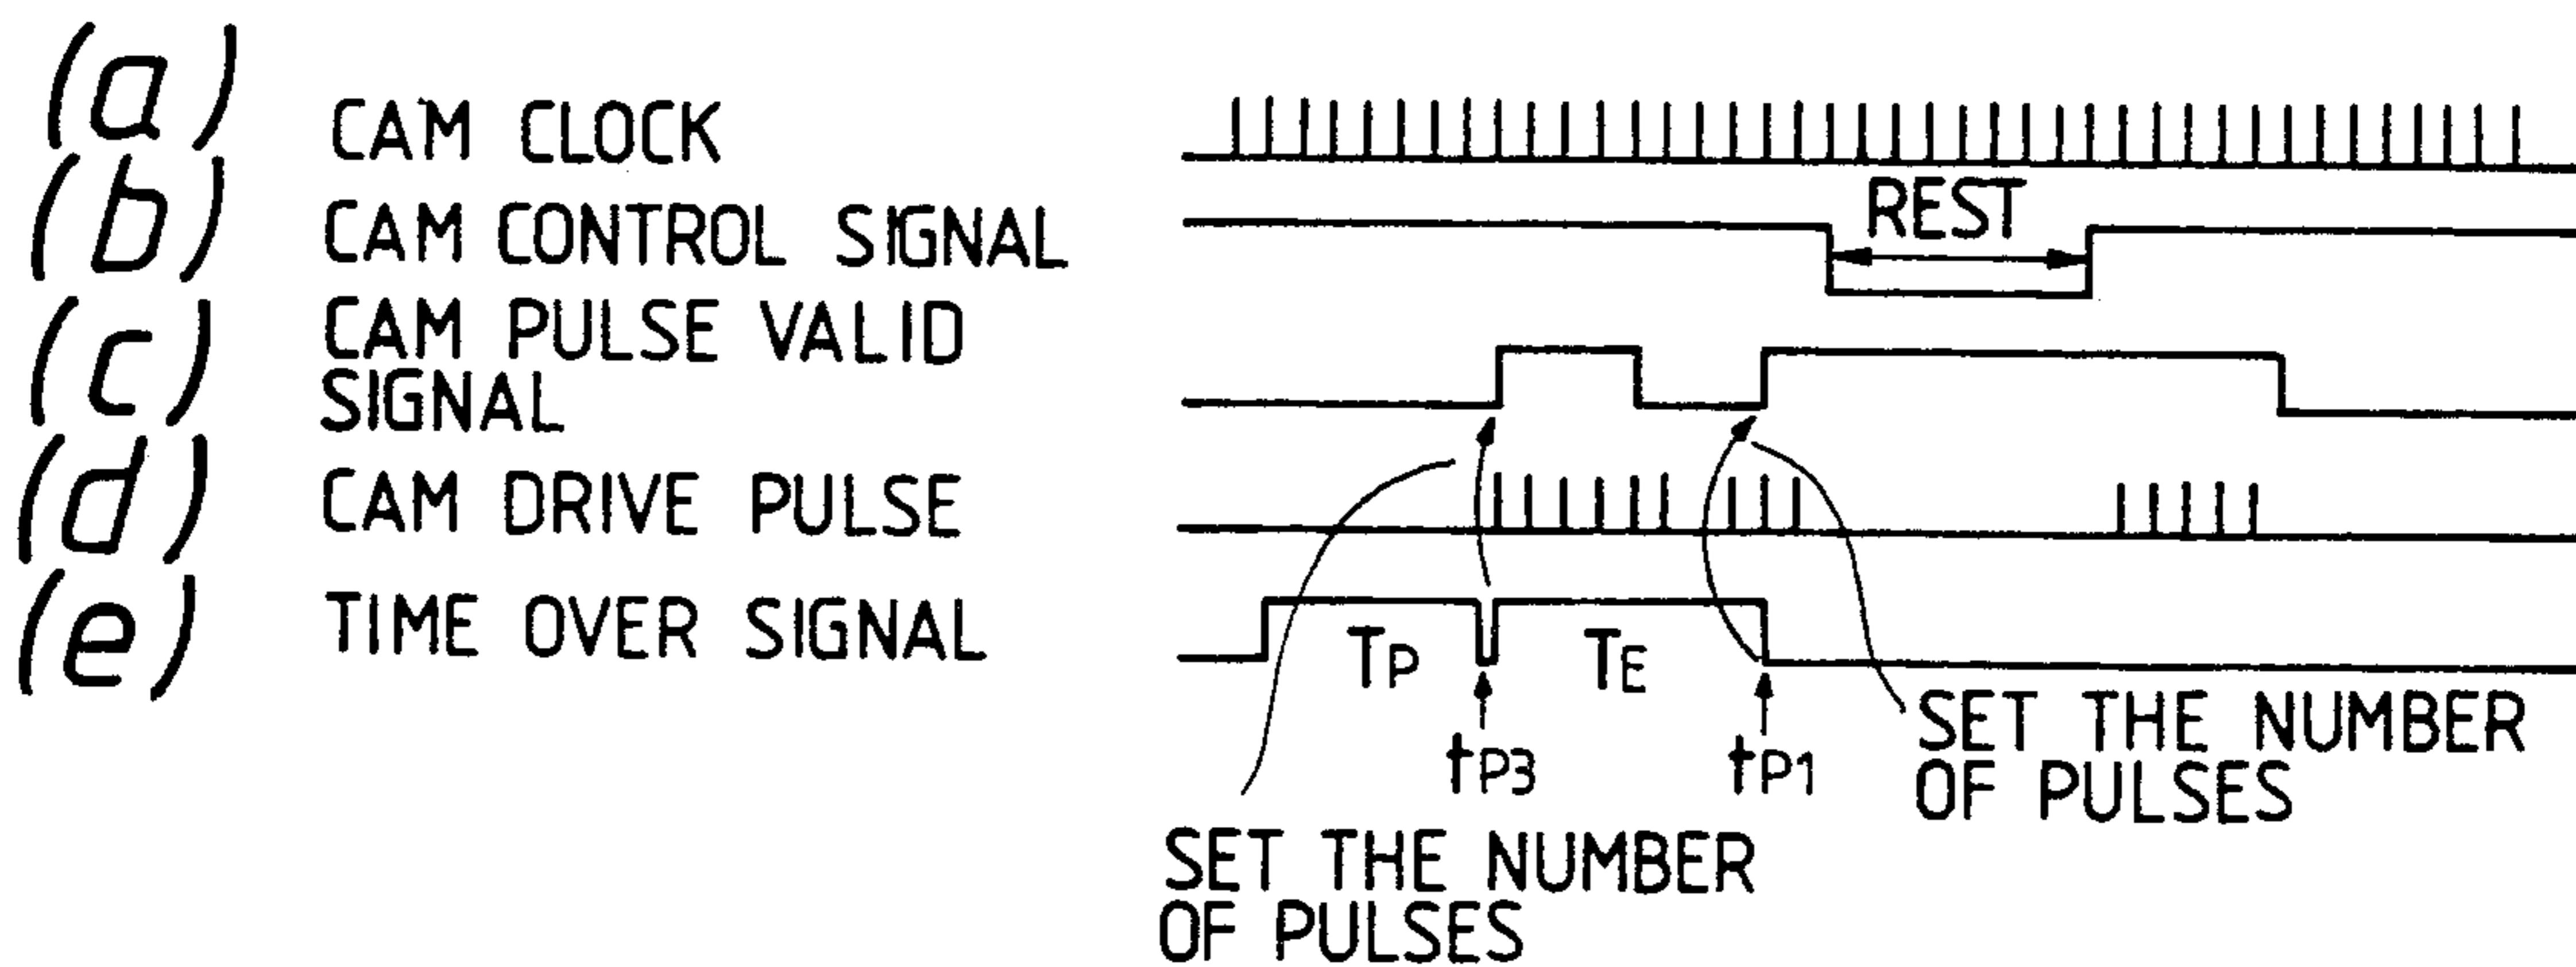 (a) CAM CLOCK
(b) CAM CONTROL SIGNAL
REST
(c) CAM PULSE VALID
SIGNAL
(d) CAM DRIVE PULSE
(e) TIME OVER SIGNAL
TP TE
tP3 tP1
SET THE NUMBER
OF PULSES
SET THE NUMBER
OF PULSES